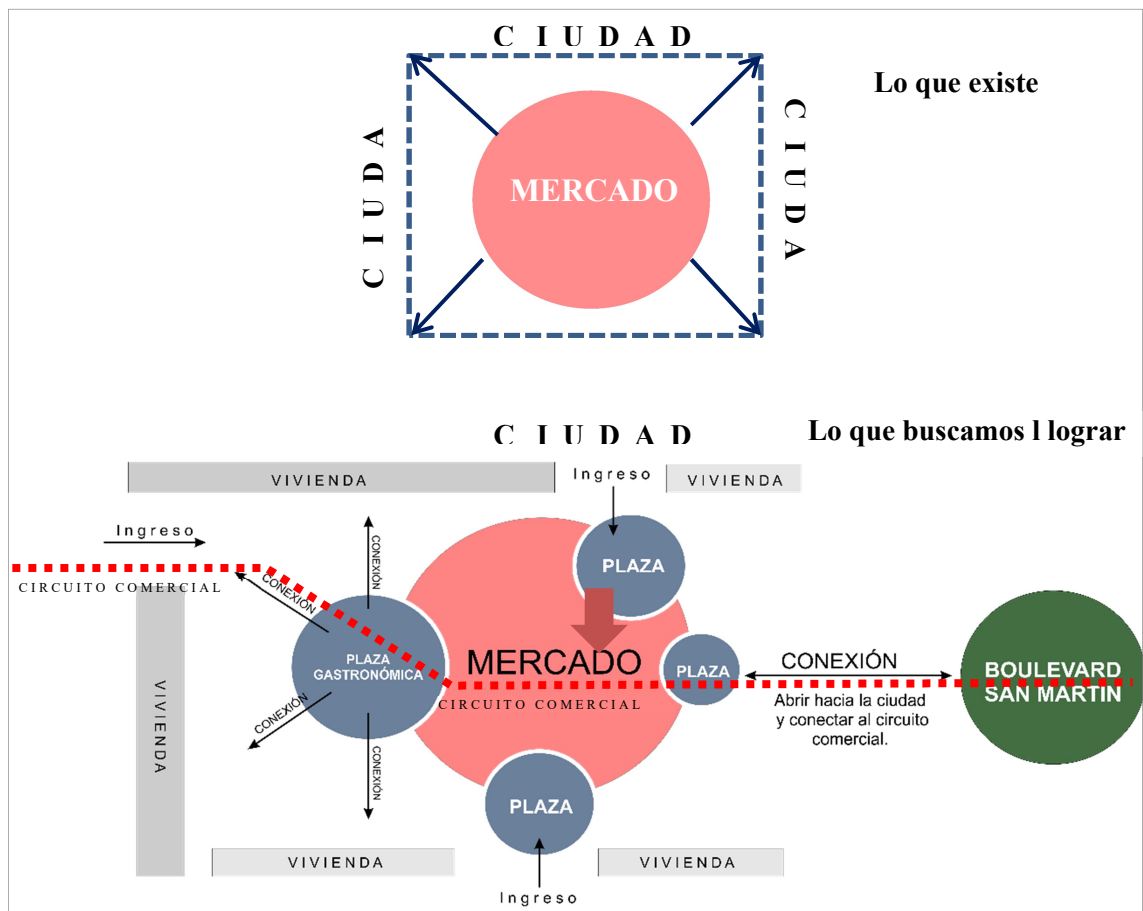 C I U D A D
Lo que existe
C I U D A
C I U D A
MERCADO
Lo que buscamos l lograr
C I U D A D
VIVIENDA
Ingreso
VIVIENDA
Ingreso
CIRCUITO COMERCIAL
CONEXIÓN
CONEXIÓN
PLAZA
PLAZA
GASTRONÓMICA
MERCADO
PLAZA
CONEXIÓN
BOULEVARD
SAN MARTIN
CIRCUITO COMERCIAL
Abrir hacia la ciudad
y conectar al circuito
comercial.
VIVIENDA
CONEXIÓN
CONEXIÓN
PLAZA
VIVIENDA
VIVIENDA
Ingreso